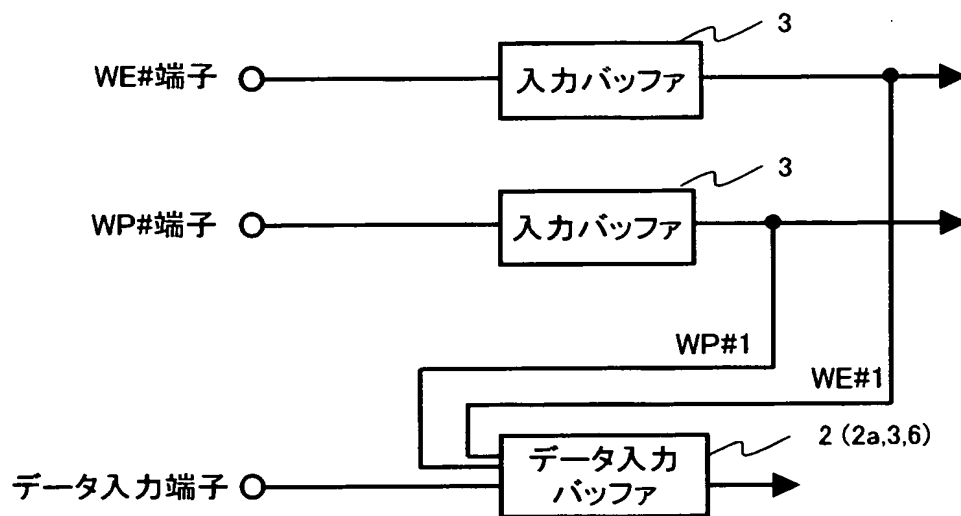 3
WE#端子
入力バッファ
3
WP#端子
入力バッファ
WP#1
WE#1
2 (2a,3,6)
データ入力端子
データ入力
バッファ